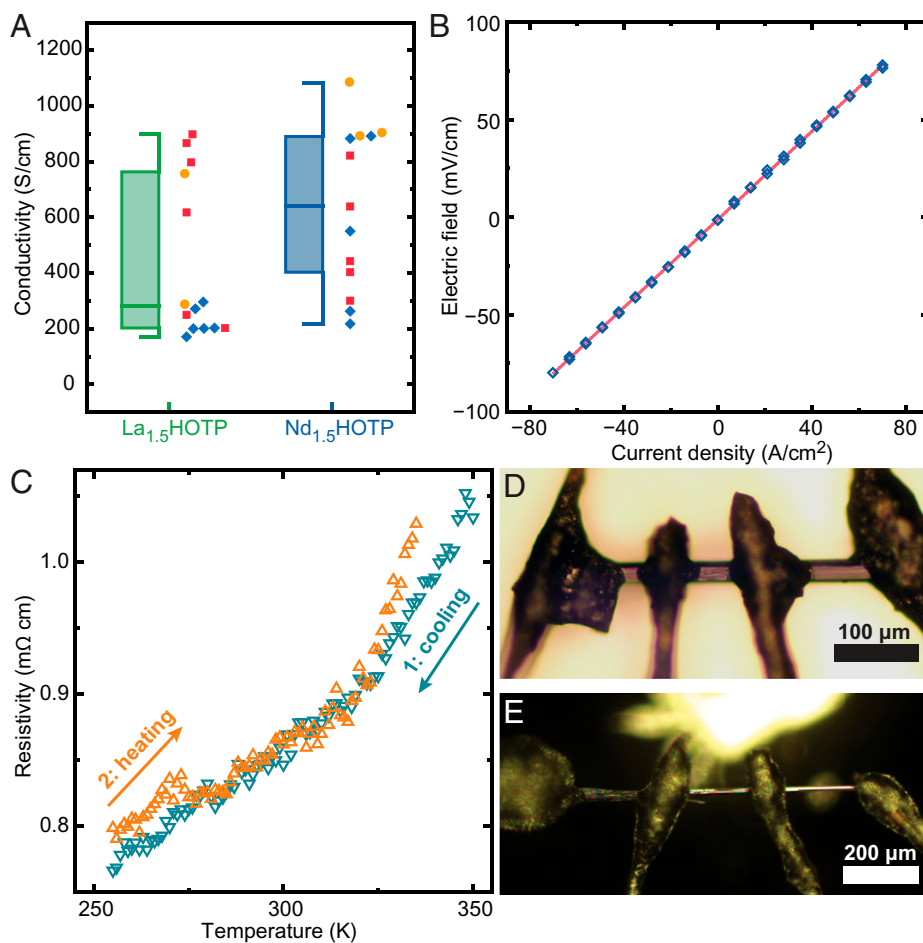 A
Conductivity (S/cm)
1200
1000
800
600
400
200
0
La1.5HOTP
Nd1.5HOTP
B
Electric field (mV/cm)
100
50
0
−50
−100
−80
−40
0
40
80
Current density (A/cm²)
C
Resistivity (mΩ cm)
1.0
0.9
0.8
1: cooling
2: heating
250
300
350
Temperature (K)
D
100 µm
E
200 µm